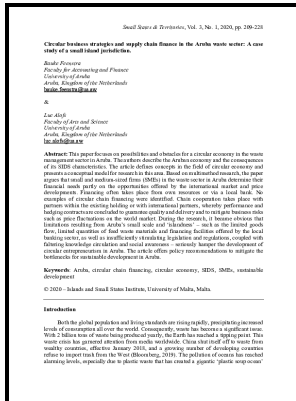 Small States & Territories, Vol. 3, No. 1, 2020, pp. 209-228
Circular business strategies and supply chain finance in the Aruba waste sector: A case
study of a small island jurisdiction.
Bauke Feenstra
Faculty for Accounting and Finance
University of Aruba
Aruba, Kingdom of the Netherlands
bauke.feenstra@ua.aw
&
Luc Alofs
Faculty of Arts and Science
University of Aruba
Aruba, Kingdom of the Netherlands
luc.alofs@ua.aw
Abstract: This paper focuses on possibilities and obstacles for a circular economy in the waste
management sector in Aruba. The authors describe the Aruban economy and the consequences
of its SIDS characteristics. The article defines concepts in the field of circular economy and
presents a conceptual model for research in this area. Based on multimethod research, the paper
argues that small and medium-sized firms (SMEs) in the waste sector in Aruba determine their
financial needs partly on the opportunities offered by the international market and price
developments. Financing often takes place from own resources or via a local bank. No
examples of circular chain financing were identified. Chain cooperation takes place with
partners within the existing holding or with international partners, whereby performance and
hedging contracts are concluded to guarantee quality and delivery and to mitigate business risks
such as price fluctuations on the world market. During the research, it became obvious that
limitations resulting from Aruba's small scale and 'islandness' – such as the limited goods
flow, limited quantities of fixed waste materials and financing facilities offered by the local
banking sector, as well as insufficiently stimulating legislation and regulations, coupled with
faltering knowledge circulation and social awareness – seriously hamper the development of
circular entrepreneurism in Aruba. The article offers policy recommendations to mitigate the
bottlenecks for sustainable development in Aruba.
Keywords: Aruba, circular chain financing, circular economy, SIDS, SMEs, sustainable
development
© 2020 – Islands and Small States Institute, University of Malta, Malta.
Introduction
Both the global population and living standards are rising rapidly, precipitating increased
levels of consumption all over the world. Consequently, waste has become a significant issue.
With 2 billion tons of waste being produced yearly, the Earth has reached a tipping point. This
waste crisis has garnered attention from media worldwide. China shut itself off to waste from
wealthy countries, effective January 2018, and a growing number of developing countries
refuse to import trash from the West (Bloomberg, 2019). The pollution of oceans has reached
alarming levels, especially due to plastic waste that has created a gigantic 'plastic soup ocean'